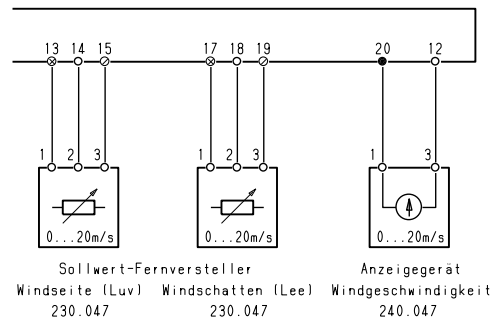 13 14 15 17 18 19 20 12
1 2 3 1 2 3 1 3
0...20m/s 0...20m/s 0...20m/s
Sollwert-Fernversteller Anzeigegerät
Windseite (Luv) Windschatten (Lee) Windgeschwindigkeit
230.047 230.047 240.047